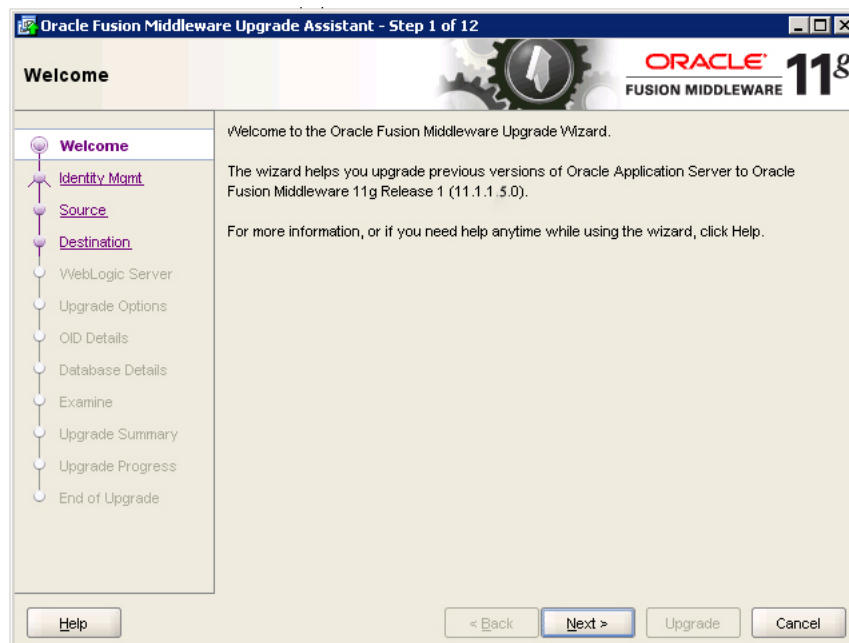 Oracle Fusion Middleware Upgrade Assistant - Step 1 of 12
Welcome
ORACLE
FUSION MIDDLEWARE 11g
Welcome
Identity Mgmt
Source
Destination
WebLogic Server
Upgrade Options
OID Details
Database Details
Examine
Upgrade Summary
Upgrade Progress
End of Upgrade
Welcome to the Oracle Fusion Middleware Upgrade Wizard.
The wizard helps you upgrade previous versions of Oracle Application Server to Oracle
Fusion Middleware 11g Release 1 (11.1.1.5.0).
For more information, or if you need help anytime while using the wizard, click Help.
Help
< Back
Next >
Upgrade
Cancel